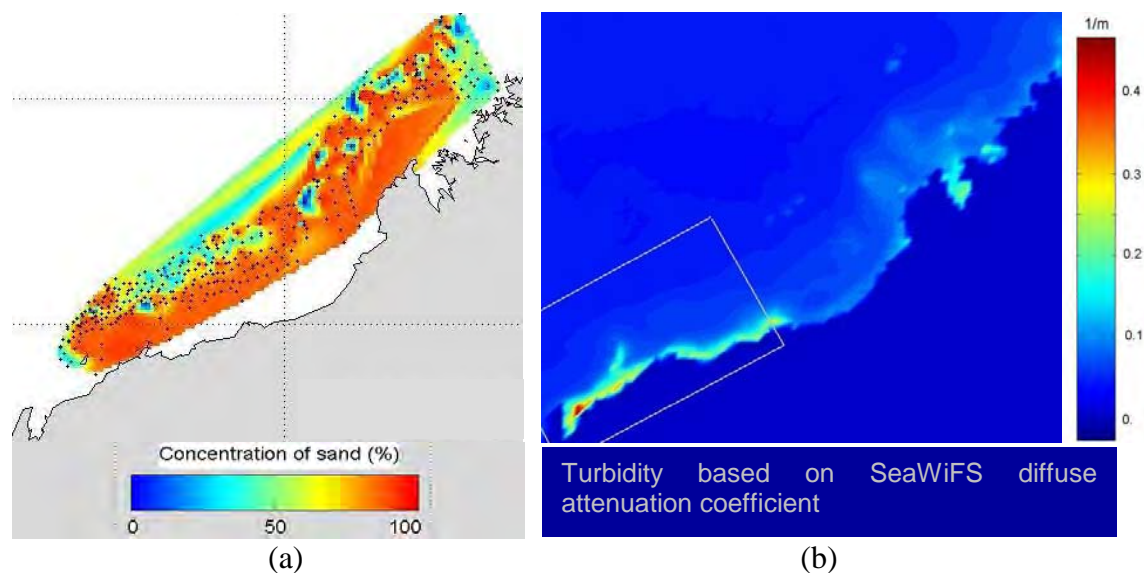 Concentration of sand (%)
0 50 100
(a)
1/m
0.4
0.3
0.2
0.1
0.
Turbidity based on SeaWiFS diffuse
attenuation coefficient
(b)